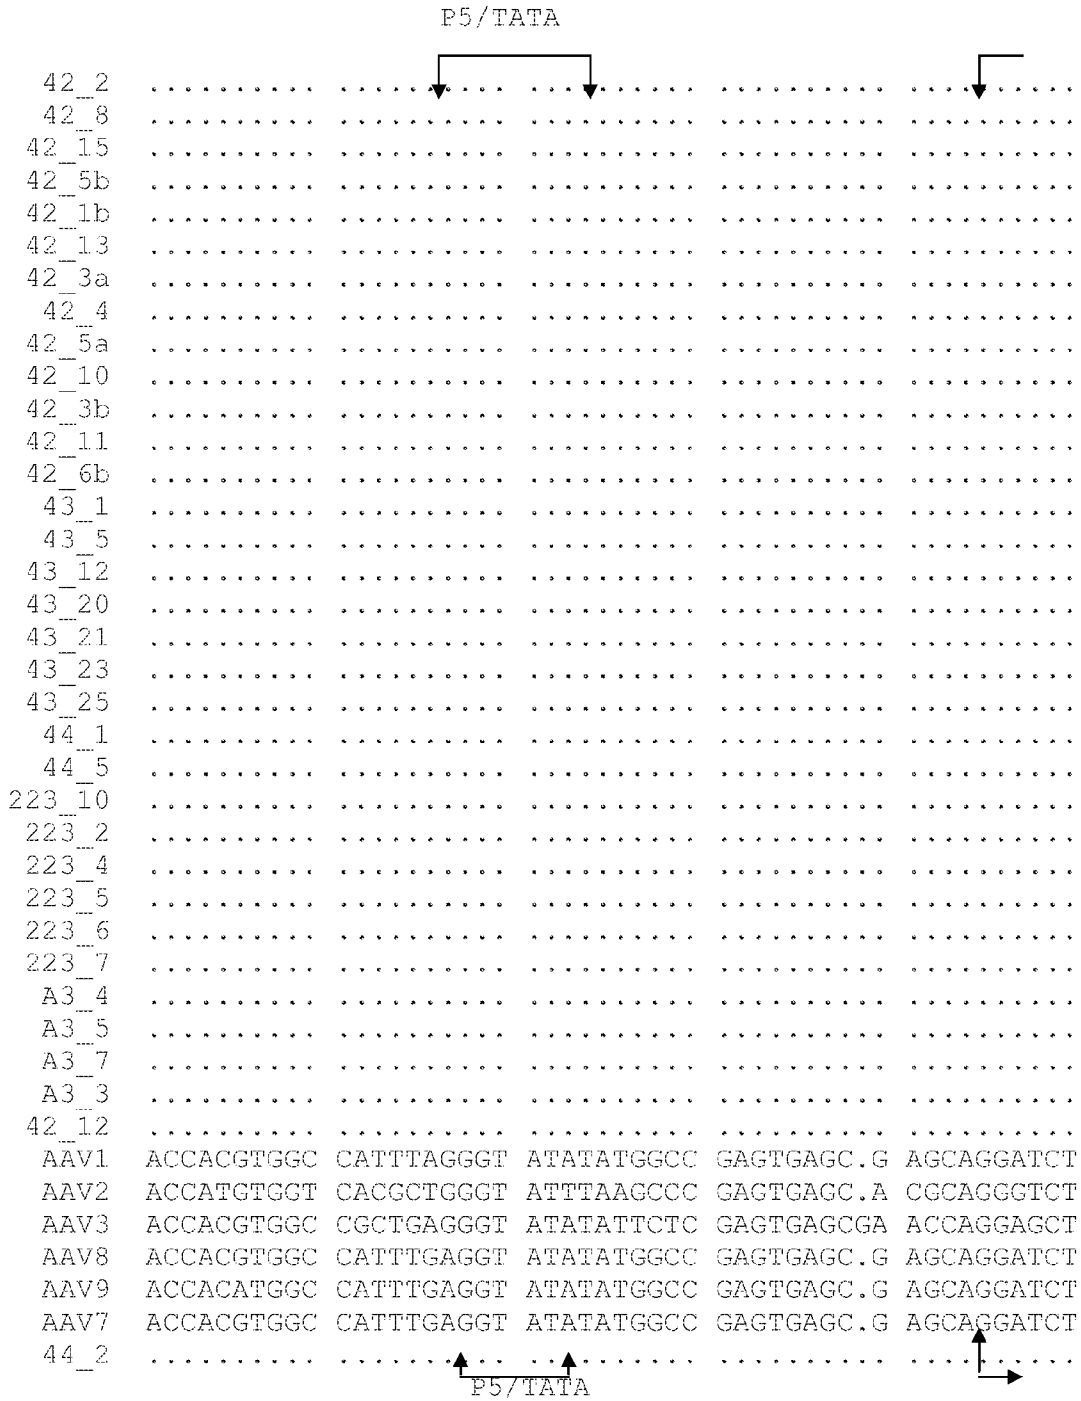 P5/TATA
42_2 .......... .......... .......... .......... ..........
42_8 .......... .......... .......... .......... ..........
42_15 .......... .......... .......... .......... ..........
42_5b .......... .......... .......... .......... ..........
42_1b .......... .......... .......... .......... ..........
42_13 .......... .......... .......... .......... ..........
42_3a .......... .......... .......... .......... ..........
42_4 .......... .......... .......... .......... ..........
42_5a .......... .......... .......... .......... ..........
42_10 .......... .......... .......... .......... ..........
42_3b .......... .......... .......... .......... ..........
42_11 .......... .......... .......... .......... ..........
42_6b .......... .......... .......... .......... ..........
43_1 .......... .......... .......... .......... ..........
43_5 .......... .......... .......... .......... ..........
43_12 .......... .......... .......... .......... ..........
43_20 .......... .......... .......... .......... ..........
43_21 .......... .......... .......... .......... ..........
43_23 .......... .......... .......... .......... ..........
43_25 .......... .......... .......... .......... ..........
44_1 .......... .......... .......... .......... ..........
44_5 .......... .......... .......... .......... ..........
223_10 .......... .......... .......... .......... ..........
223_2 .......... .......... .......... .......... ..........
223_4 .......... .......... .......... .......... ..........
223_5 .......... .......... .......... .......... ..........
223_6 .......... .......... .......... .......... ..........
223_7 .......... .......... .......... .......... ..........
A3_4 .......... .......... .......... .......... ..........
A3_5 .......... .......... .......... .......... ..........
A3_7 .......... .......... .......... .......... ..........
A3_3 .......... .......... .......... .......... ..........
42_12 .......... .......... .......... .......... ..........
AAV1 ACCACGTGGC CATTTAGGGT ATATATGGCC GAGTGAGC.G AGCAGGATCT
AAV2 ACCATGTGGT CACGCTGGGT ATTTAAGCCC GAGTGAGC.A CGCAGGGTCT
AAV3 ACCACGTGGC CGCTGAGGGT ATATATTCTC GAGTGAGCGA ACCAGGAGCT
AAV8 ACCACGTGGC CATTTGAGGT ATATATGGCC GAGTGAGC.G AGCAGGATCT
AAV9 ACCACATGGC CATTTGAGGT ATATATGGCC GAGTGAGC.G AGCAGGATCT
AAV7 ACCACGTGGC CATTTGAGGT ATATATGGCC GAGTGAGC.G AGCAGGATCT
44_2 .......... .......... .......... .......... ..........
P5/TATA